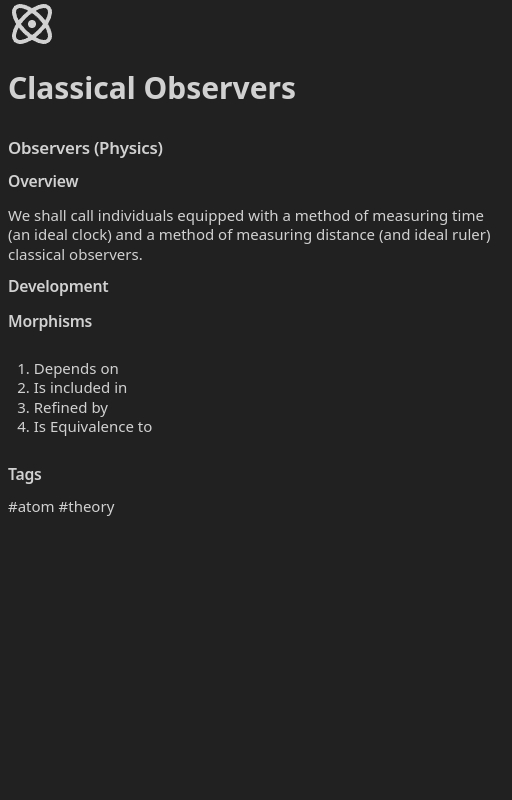 Classical Observers
Observers (Physics)
Overview
We shall call individuals equipped with a method of measuring time
(an ideal clock) and a method of measuring distance (and ideal ruler)
classical observers.
Development
Morphisms
1. Depends on
2. Is included in
3. Refined by
4. Is Equivalence to
Tags
#atom #theory